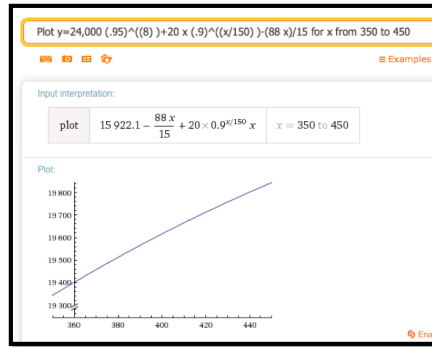 Plot y=24,000 (.95)^((8) )+20 x (.9)^((x/150) )-(88 x)/15 for x from 350 to 450
≡ Examples
Input interpretation:
plot 15 922.1 − 88 x / 15 + 20 × 0.9^(x/150) x x = 350 to 450
Plot:
19 800
19 700
19 600
19 500
19 400
19 300
360 380 400 420 440
Ena